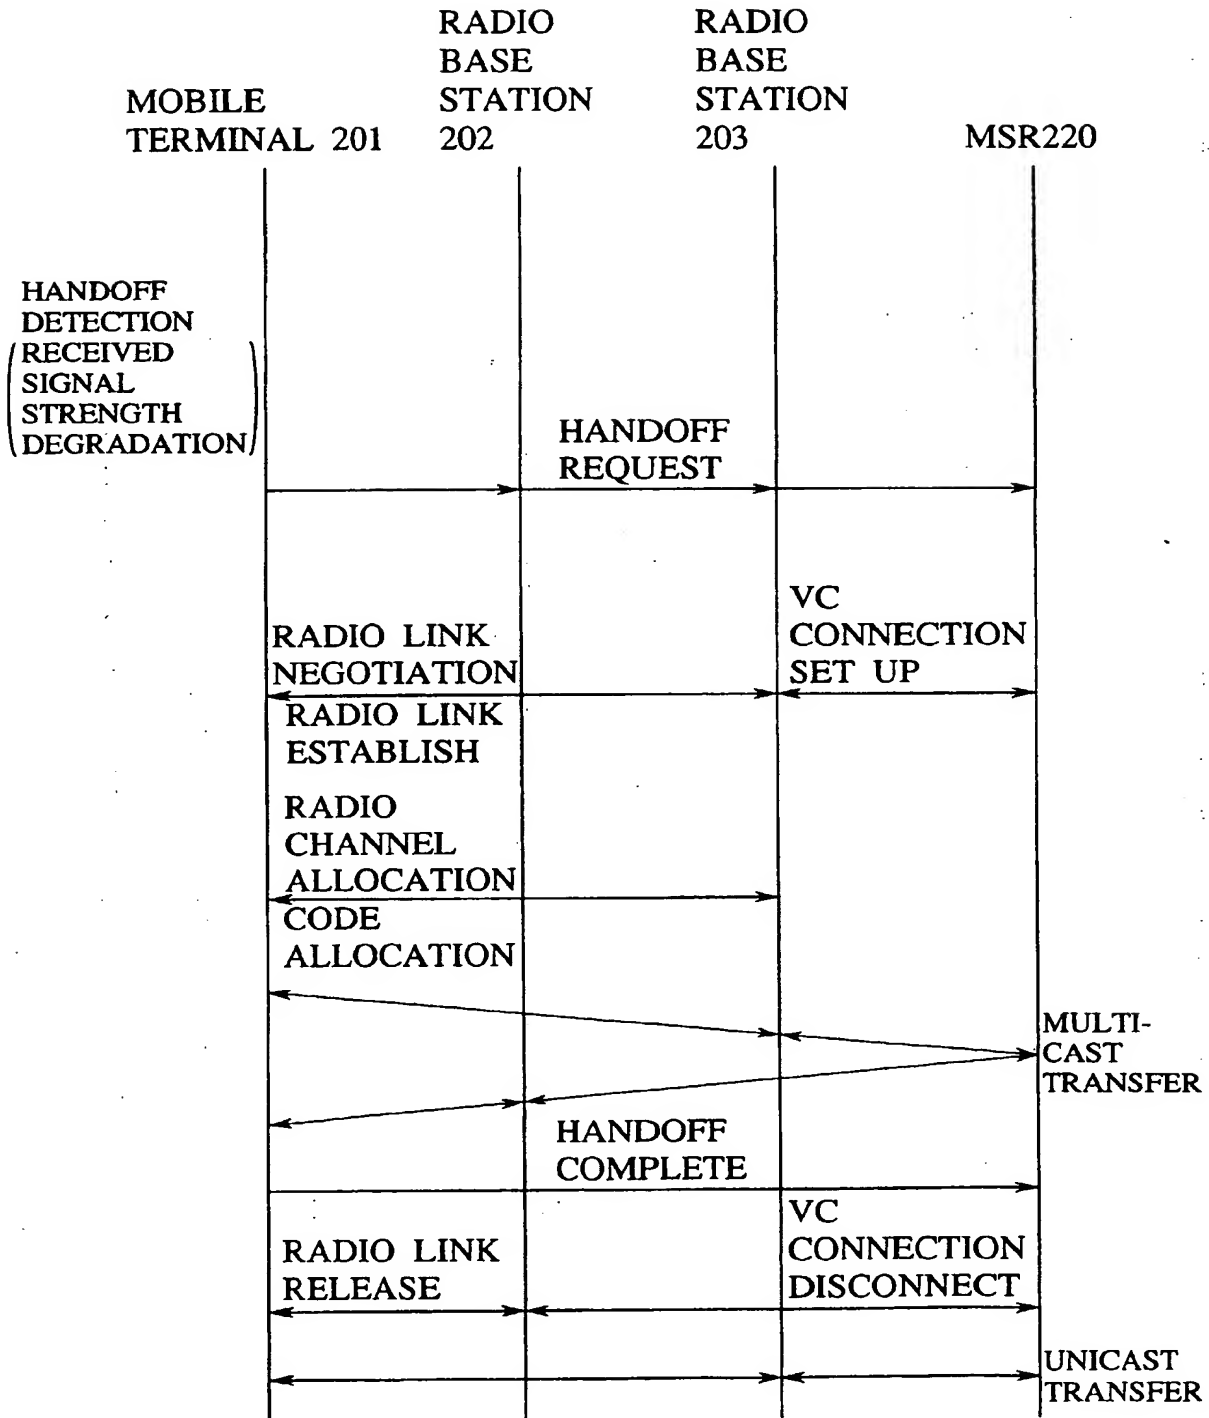 MOBILE
TERMINAL 201
RADIO
BASE
STATION
202
RADIO
BASE
STATION
203
MSR220
HANDOFF
DETECTION
(RECEIVED
SIGNAL
STRENGTH
DEGRADATION)
HANDOFF
REQUEST
RADIO LINK
NEGOTIATION
VC
CONNECTION
SET UP
RADIO LINK
ESTABLISH
RADIO
CHANNEL
ALLOCATION
CODE
ALLOCATION
MULTI-
CAST
TRANSFER
HANDOFF
COMPLETE
RADIO LINK
RELEASE
VC
CONNECTION
DISCONNECT
UNICAST
TRANSFER